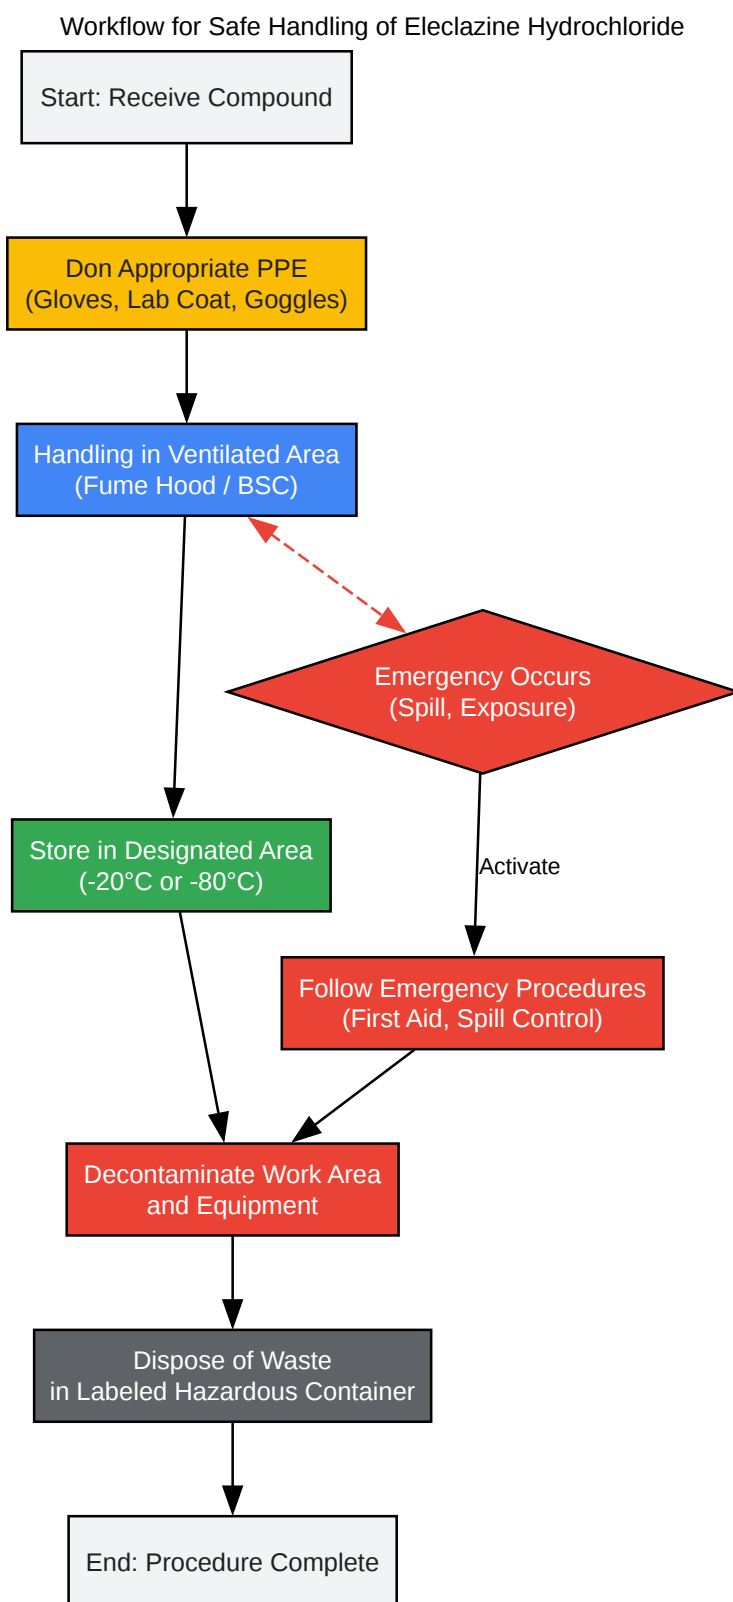 Workflow for Safe Handling of Eleclazine Hydrochloride
Start: Receive Compound
Don Appropriate PPE
(Gloves, Lab Coat, Goggles)
Handling in Ventilated Area
(Fume Hood / BSC)
Emergency Occurs
(Spill, Exposure)
Store in Designated Area
(-20°C or -80°C)
Activate
Follow Emergency Procedures
(First Aid, Spill Control)
Decontaminate Work Area
and Equipment
Dispose of Waste
in Labeled Hazardous Container
End: Procedure Complete